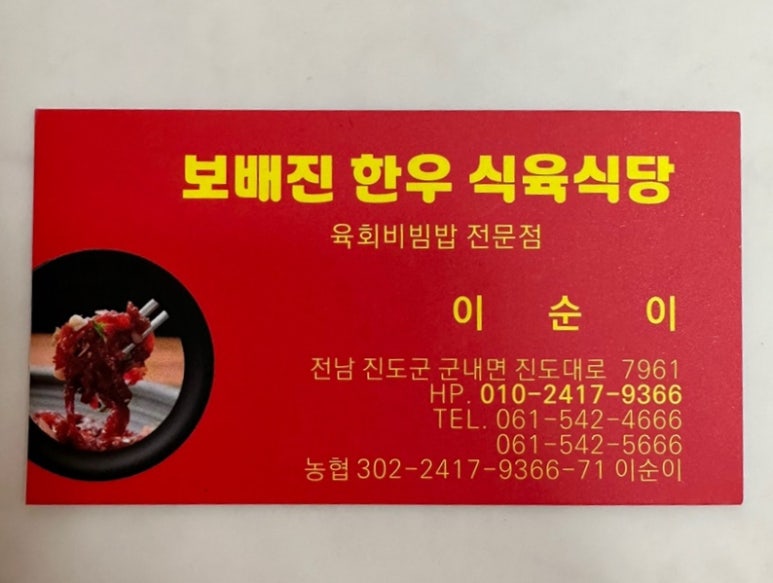 보배진 한우 식육식당
육회비빔밥 전문점
이 순 이
전남 진도군 군내면 진도대로 7961
HP. 010-2417-9366
TEL. 061-542-4666
061-542-5666
농협 302-2417-9366-71 이순이